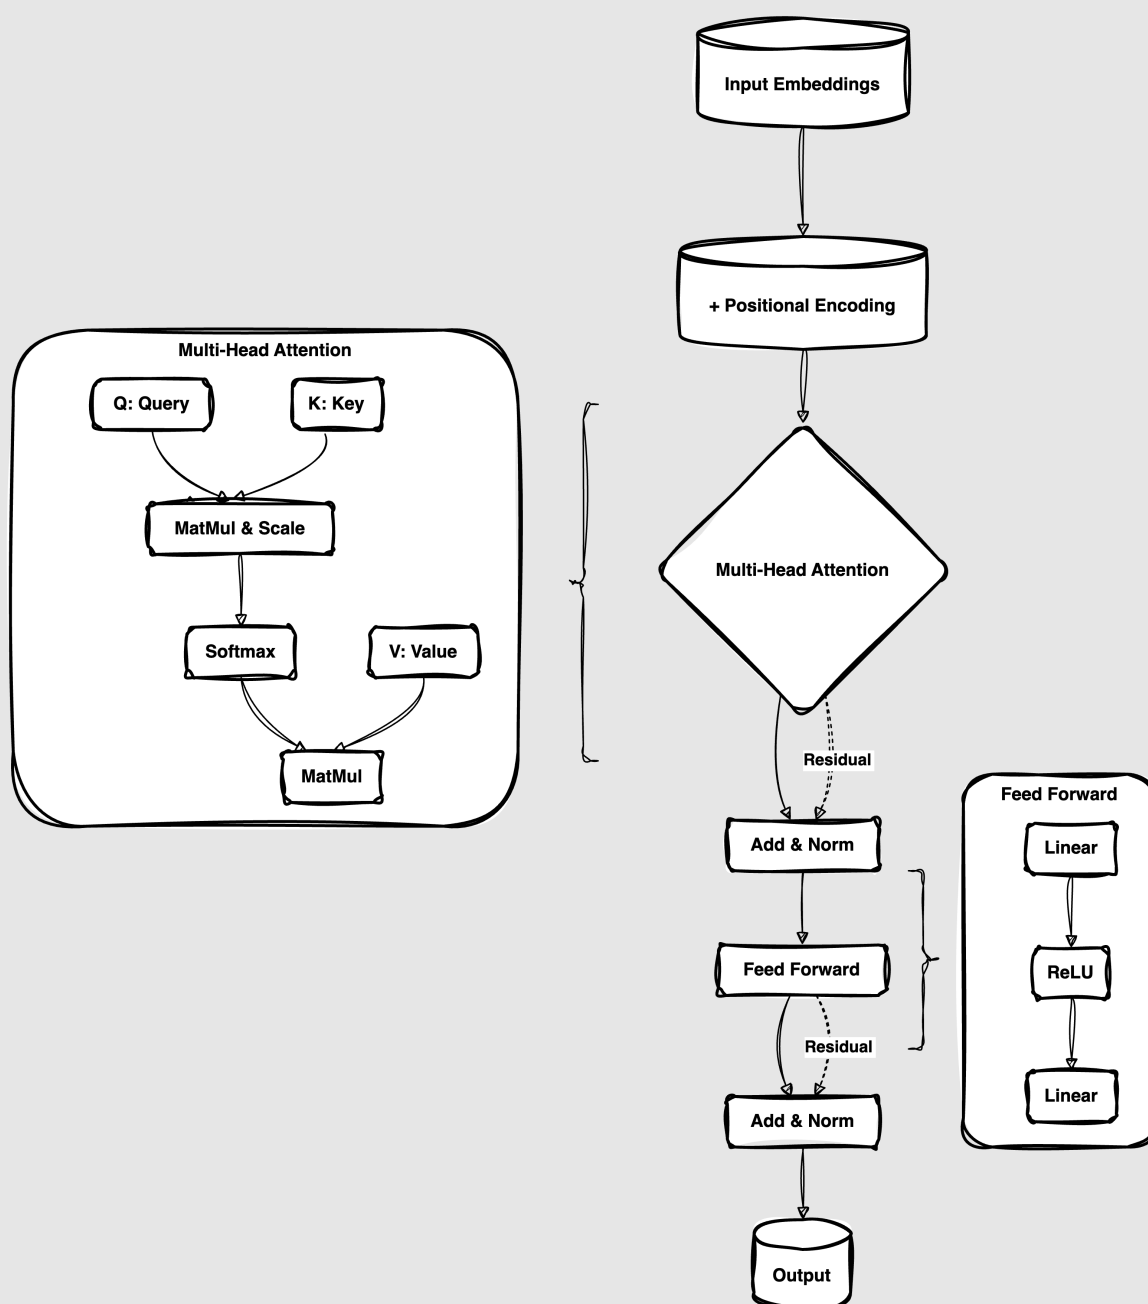 Input Embeddings
+ Positional Encoding
Multi-Head Attention
Q: Query
K: Key
MatMul & Scale
Softmax
V: Value
MatMul
Multi-Head Attention
Residual
Add & Norm
Feed Forward
Residual
Add & Norm
Output
Feed Forward
Linear
ReLU
Linear